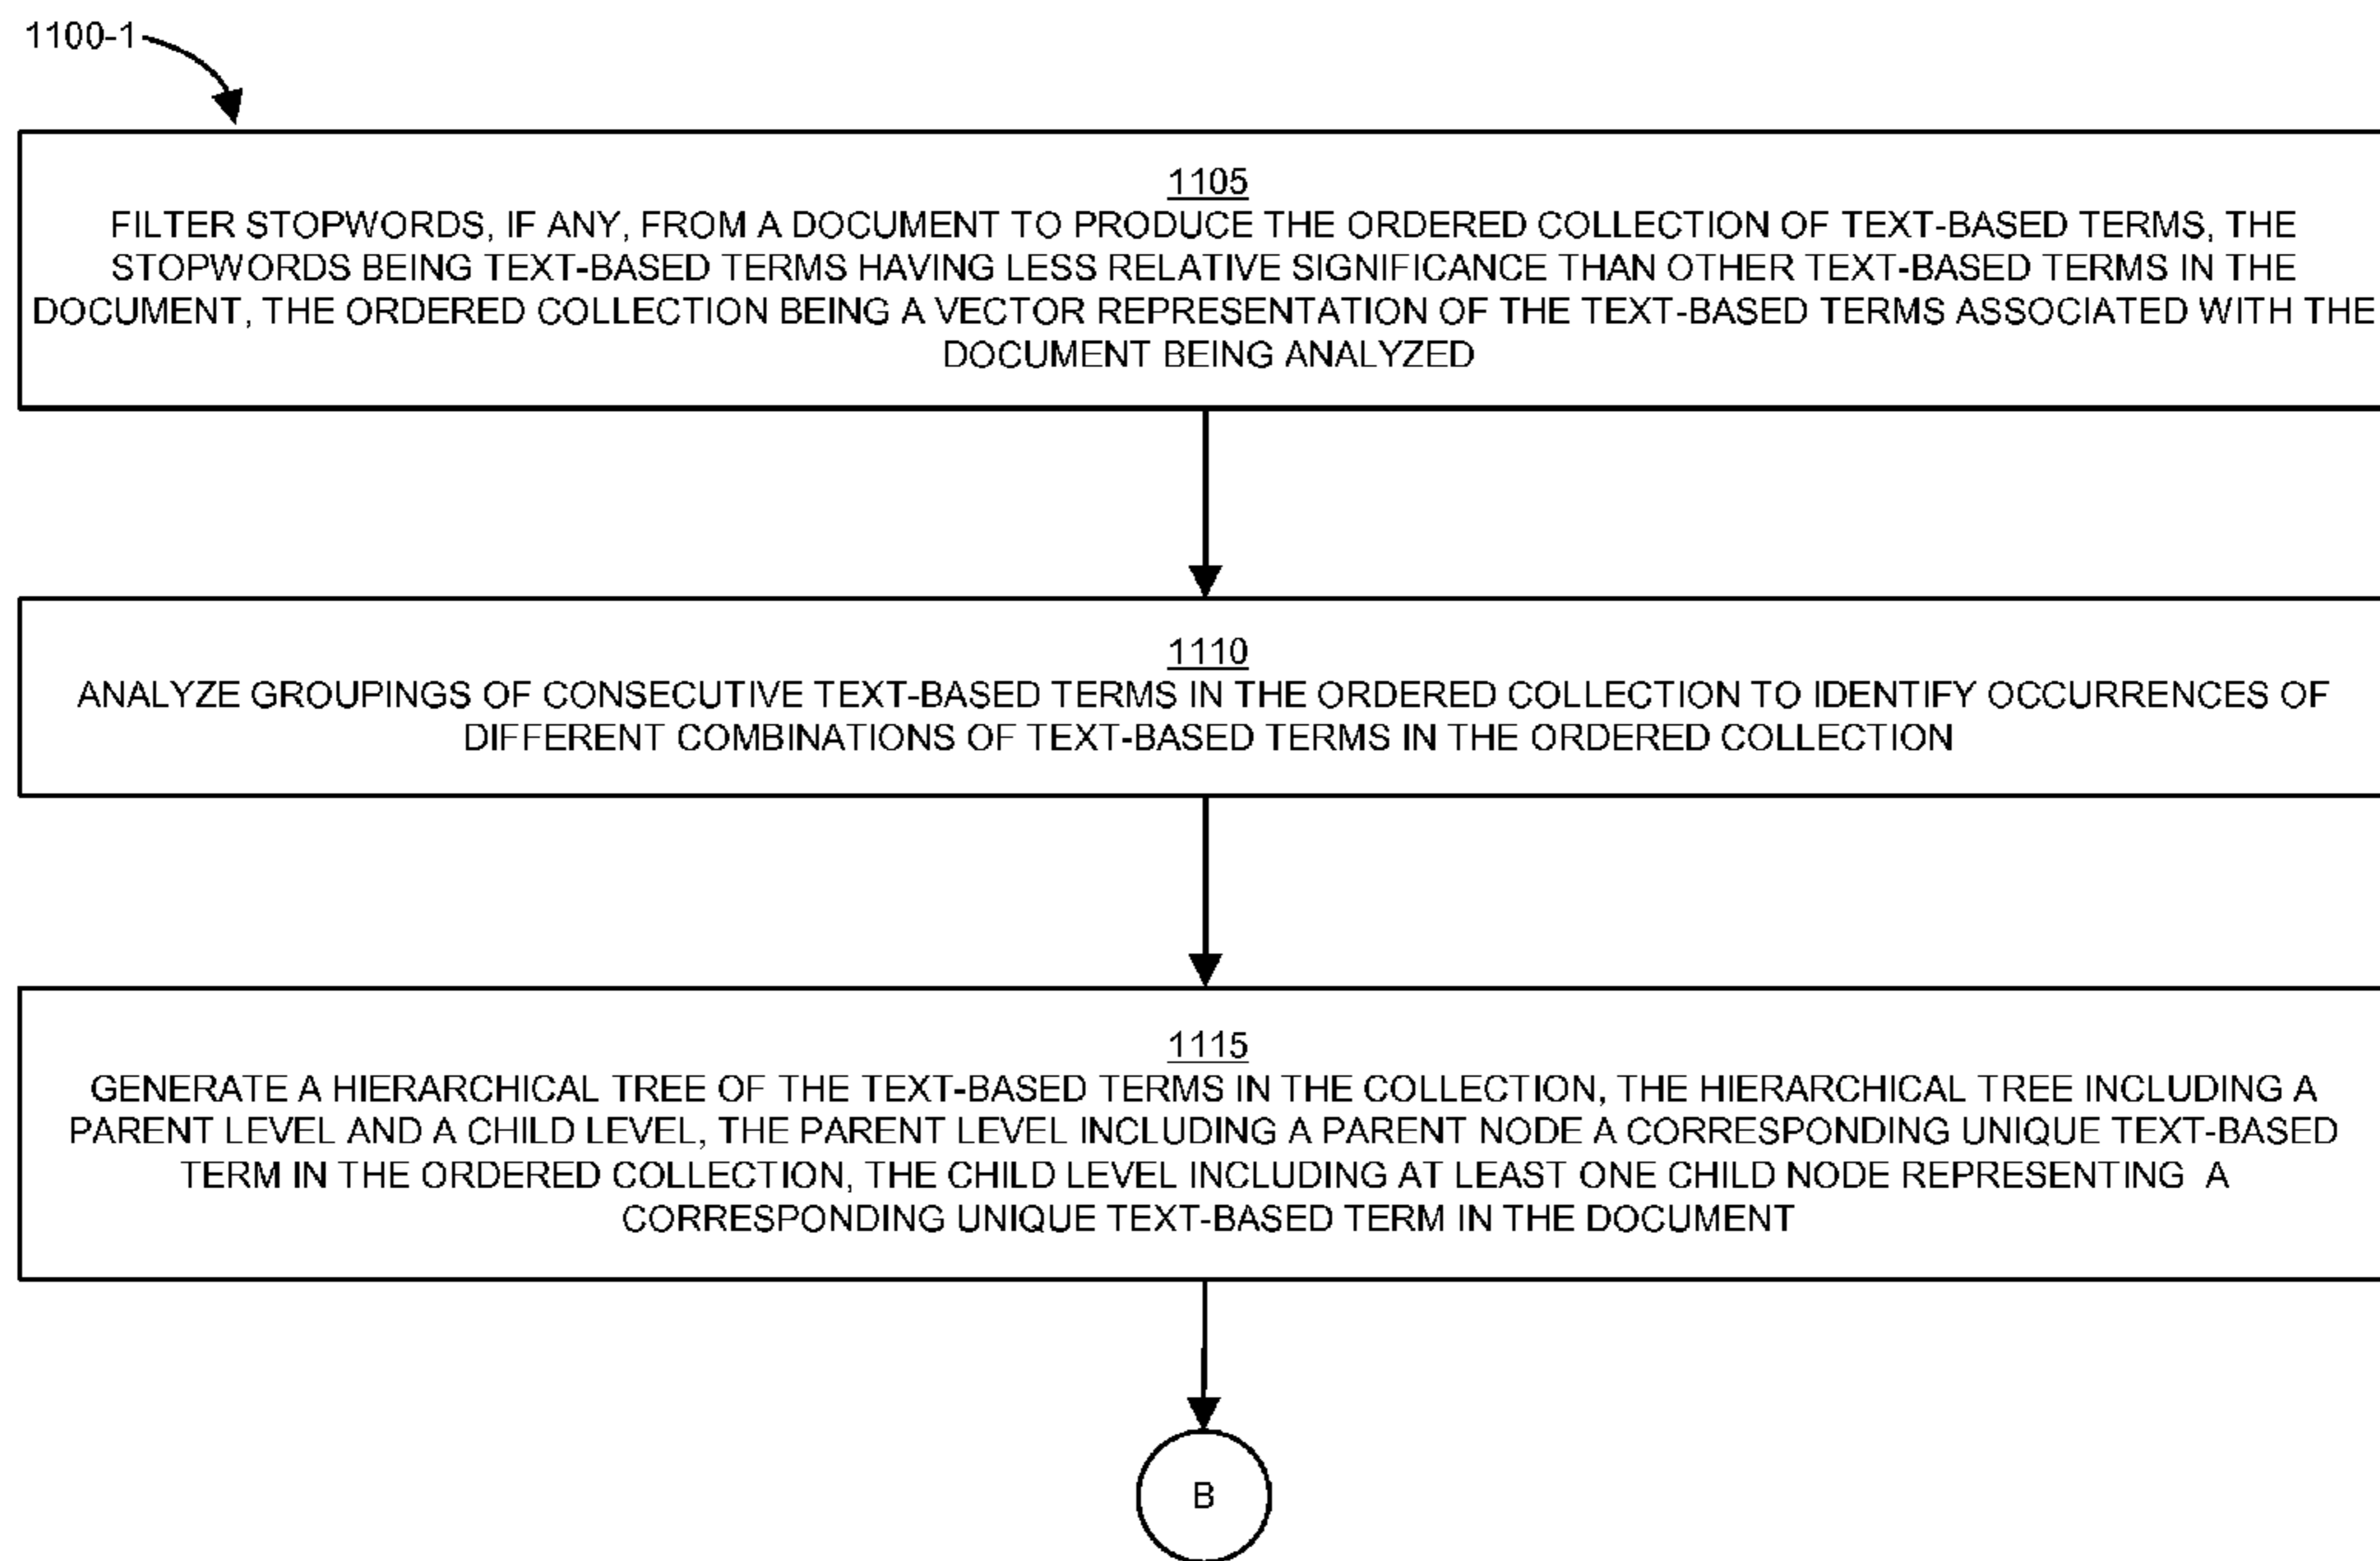 1100-1
1105
FILTER STOPWORDS, IF ANY, FROM A DOCUMENT TO PRODUCE THE ORDERED COLLECTION OF TEXT-BASED TERMS, THE
STOPWORDS BEING TEXT-BASED TERMS HAVING LESS RELATIVE SIGNIFICANCE THAN OTHER TEXT-BASED TERMS IN THE
DOCUMENT, THE ORDERED COLLECTION BEING A VECTOR REPRESENTATION OF THE TEXT-BASED TERMS ASSOCIATED WITH THE
DOCUMENT BEING ANALYZED
1110
ANALYZE GROUPINGS OF CONSECUTIVE TEXT-BASED TERMS IN THE ORDERED COLLECTION TO IDENTIFY OCCURRENCES OF
DIFFERENT COMBINATIONS OF TEXT-BASED TERMS IN THE ORDERED COLLECTION
1115
GENERATE A HIERARCHICAL TREE OF THE TEXT-BASED TERMS IN THE COLLECTION, THE HIERARCHICAL TREE INCLUDING A
PARENT LEVEL AND A CHILD LEVEL, THE PARENT LEVEL INCLUDING A PARENT NODE A CORRESPONDING UNIQUE TEXT-BASED
TERM IN THE ORDERED COLLECTION, THE CHILD LEVEL INCLUDING AT LEAST ONE CHILD NODE REPRESENTING A
CORRESPONDING UNIQUE TEXT-BASED TERM IN THE DOCUMENT
B